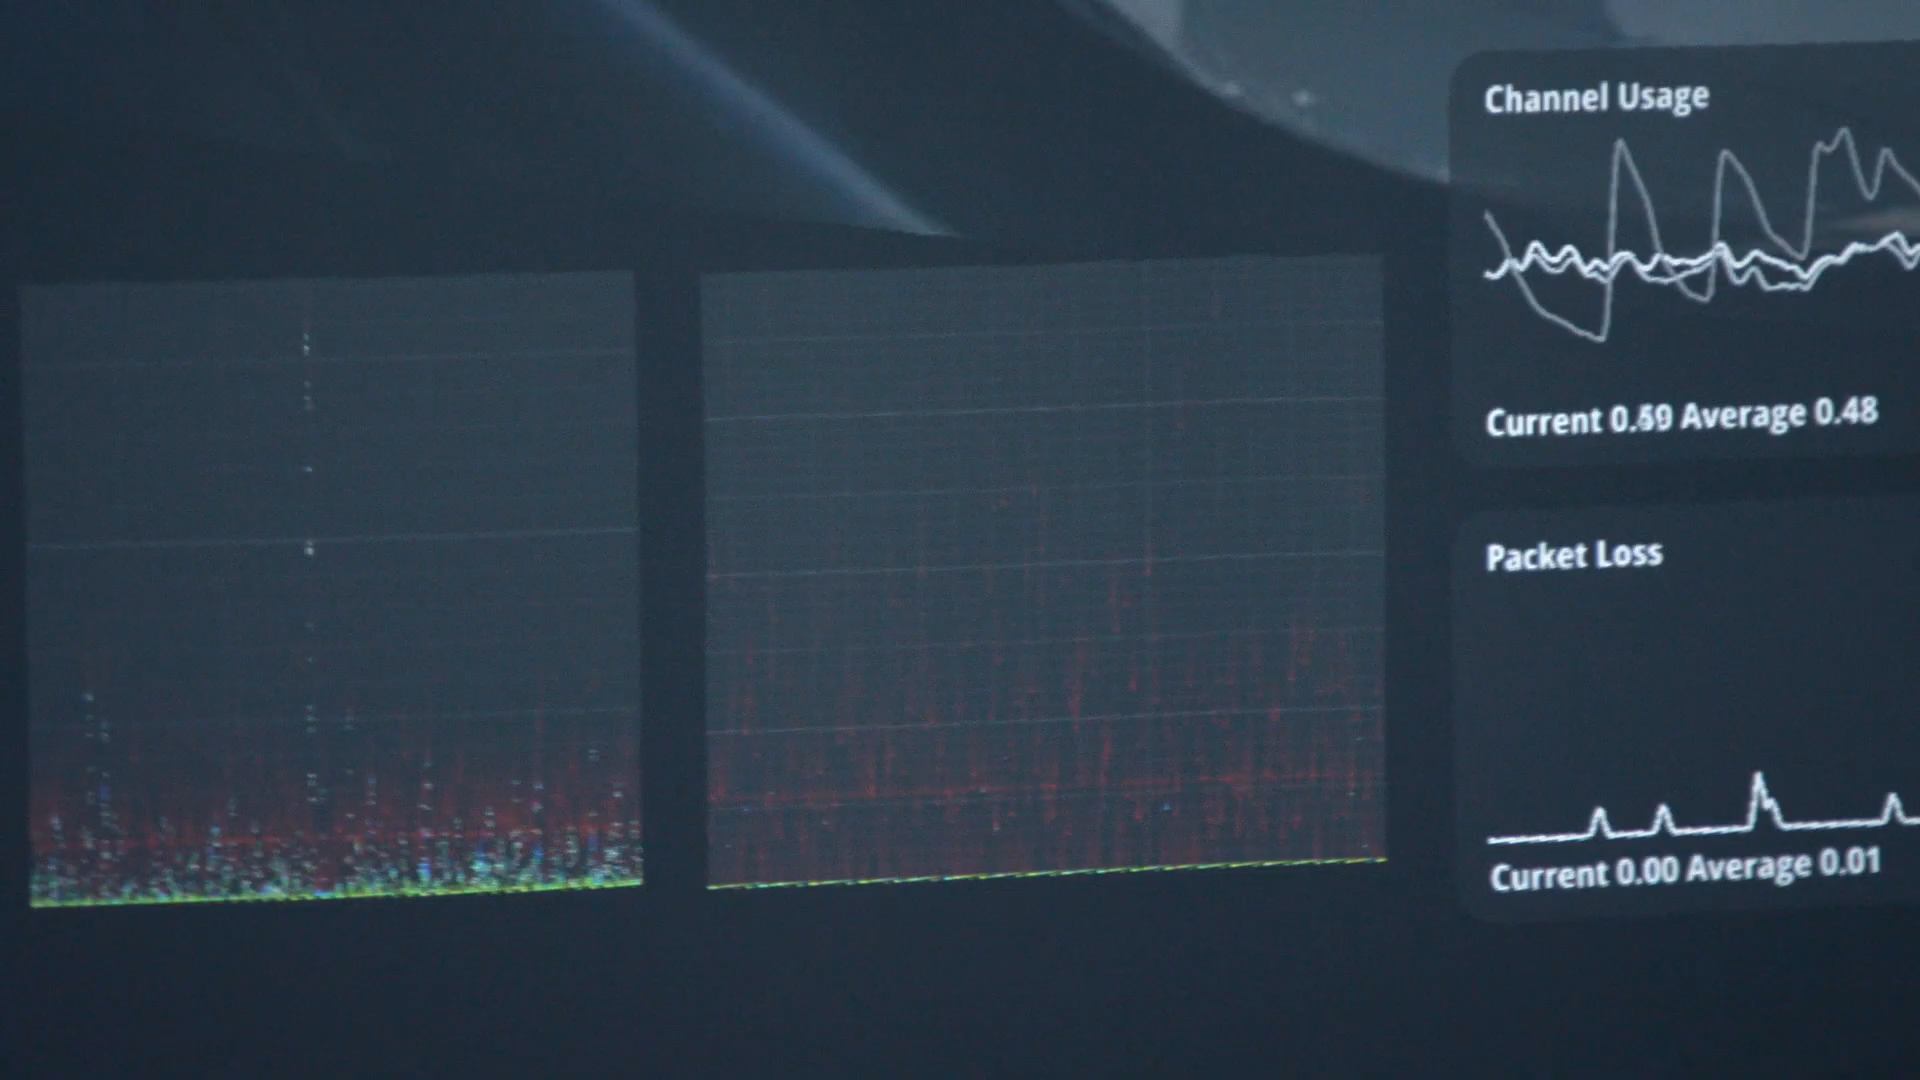 Channel Usage
Current Average 0.48
Packet Loss
Current 0.00 Average 0.01